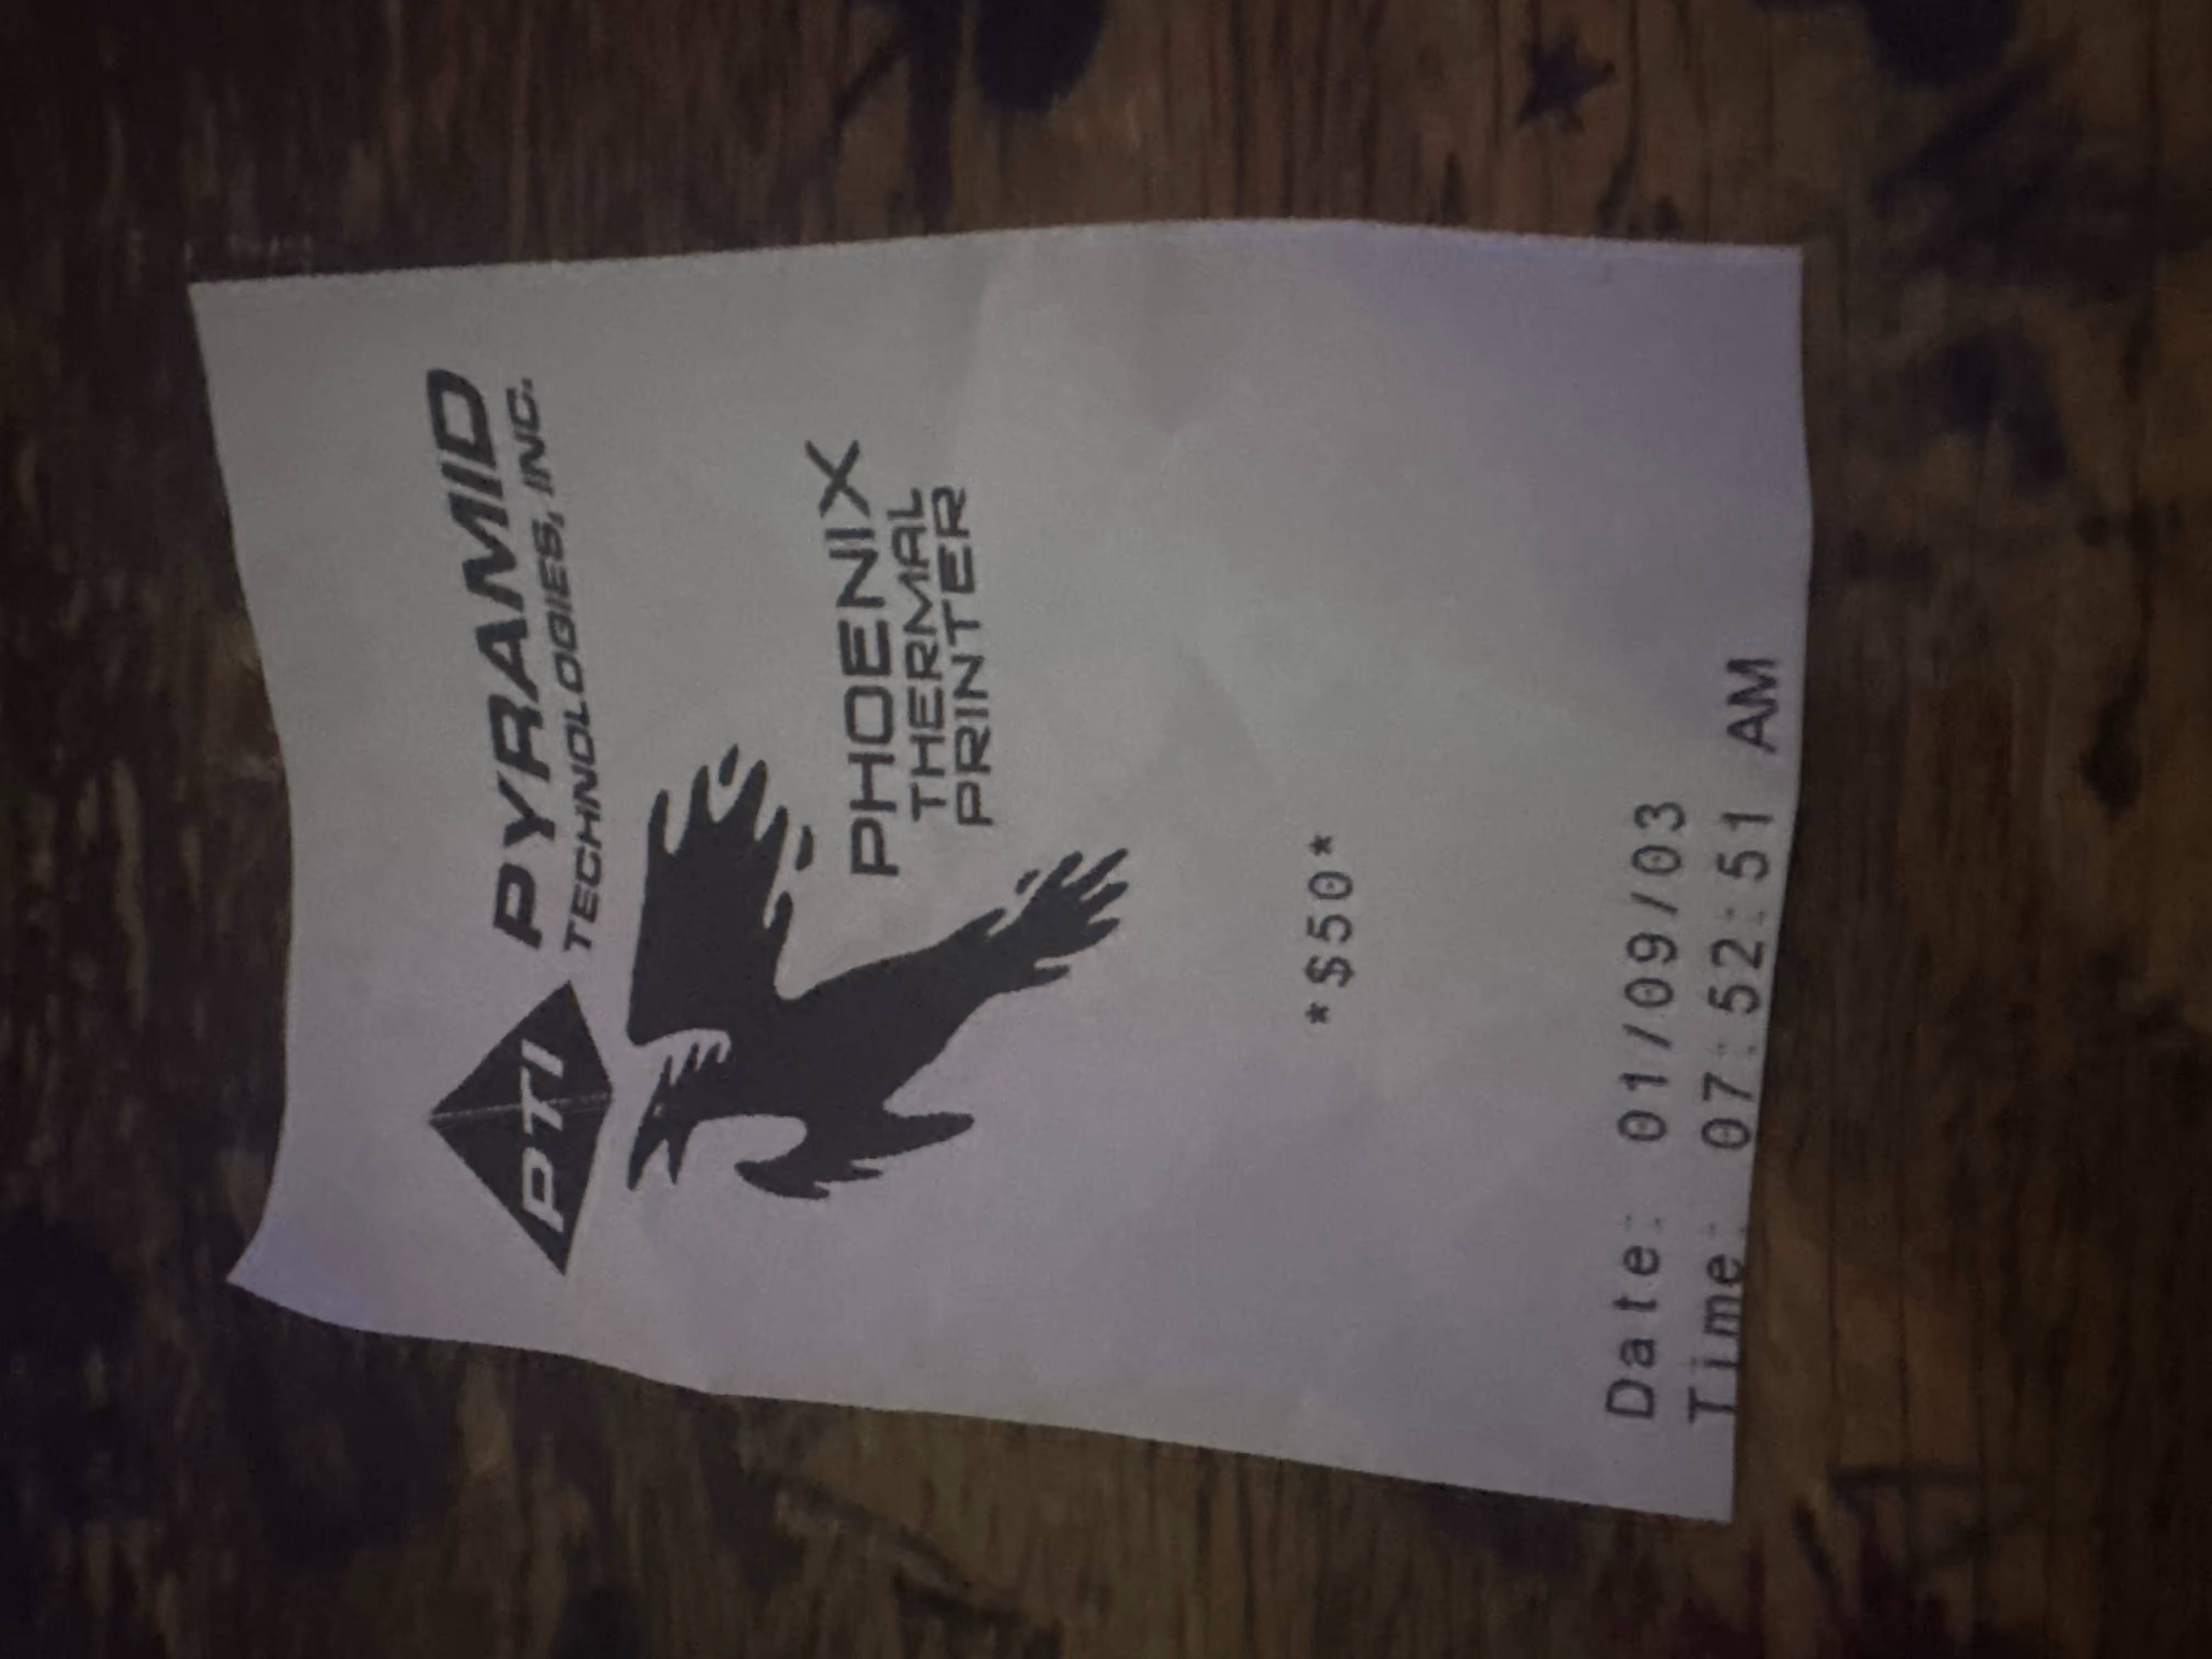 PTI
PYRAMID
TECHNOLOGIES, INC.
PHOENIX
THERMAL
PRINTER
*$50*
Date: 01/09/03
Time: 07:52:51 AM